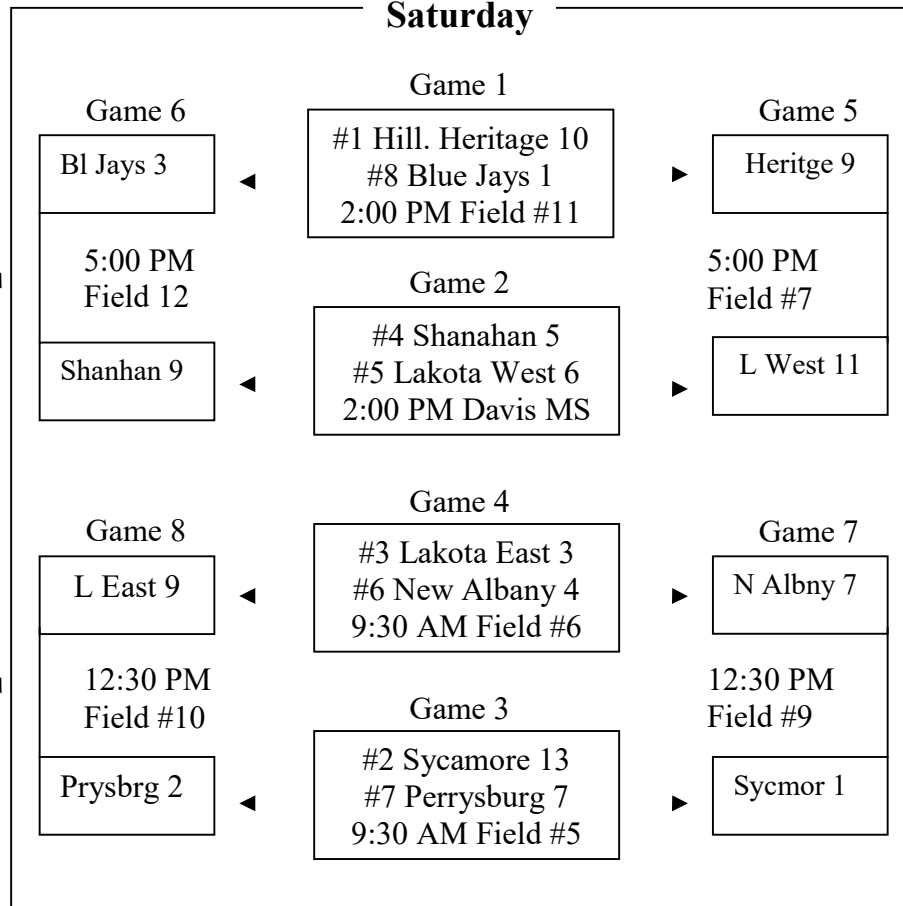 Saturday
Game 1
Game 6
Game 5
#1 Hill. Heritage 10
#8 Blue Jays 1
2:00 PM Field #11
Bl Jays 3
◄
►
Heritge 9
5:00 PM
Field 12
5:00 PM
Field #7
Game 2
#4 Shanahan 5
#5 Lakota West 6
2:00 PM Davis MS
Shanhan 9
◄
►
L West 11
Game 4
Game 8
Game 7
#3 Lakota East 3
#6 New Albany 4
9:30 AM Field #6
L East 9
◄
►
N Albny 7
12:30 PM
Field #10
12:30 PM
Field #9
Game 3
#2 Sycamore 13
#7 Perrysburg 7
9:30 AM Field #5
Prysbrg 2
◄
►
Sycmor 1